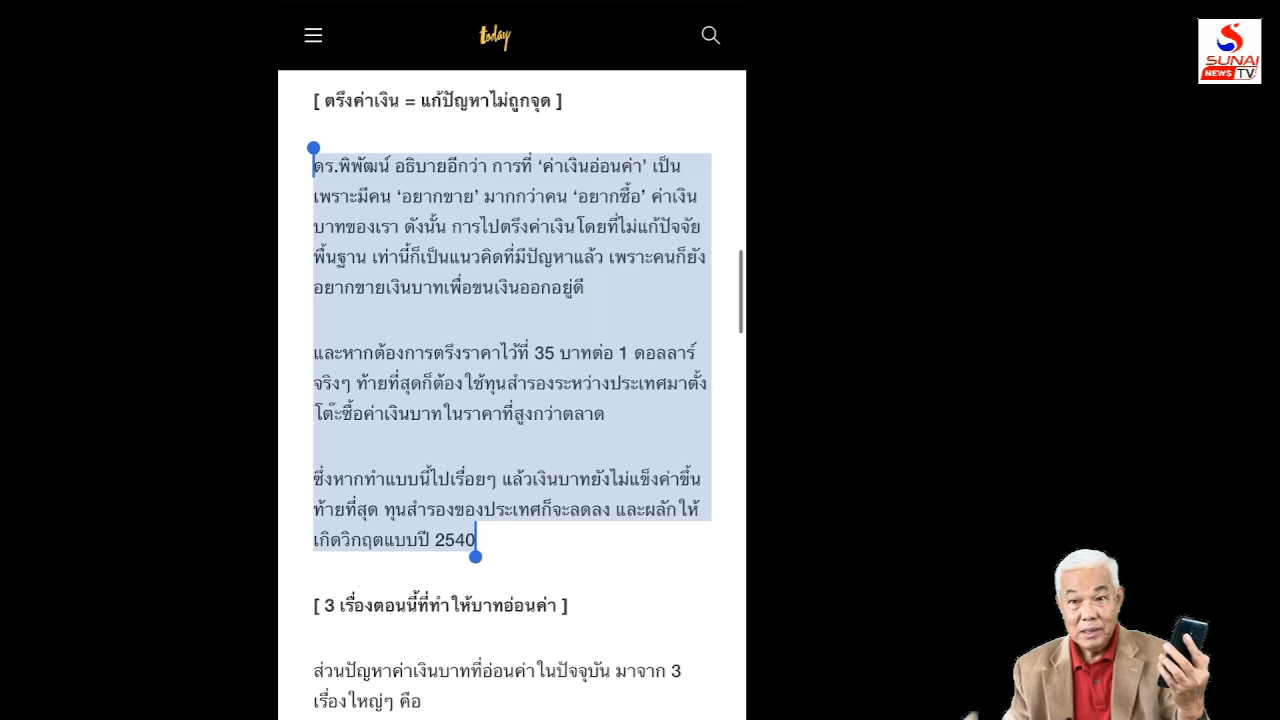 today
SUNAI
NEWS TV
[ ตรึงค่าเงิน = แก้ปัญหาไม่ถูกจุด ]
ดร.พิพัฒน์ อธิบายอีกว่า การที่ ‘ค่าเงินอ่อนค่า’ เป็น
เพราะมีคน ‘อยากขาย’ มากกว่าคน ‘อยากซื้อ’ ค่าเงิน
บาทของเรา ดังนั้น การไปตรึงค่าเงินโดยที่ไม่แก้ปัจจัย
พื้นฐาน เท่านี้ก็เป็นแนวคิดที่มีปัญหาแล้ว เพราะคนก็ยัง
อยากขายเงินบาทเพื่อขนเงินออกอยู่ดี
และหากต้องการตรึงราคาไว้ที่ 35 บาทต่อ 1 ดอลลาร์
จริงๆ ท้ายที่สุดก็ต้องใช้ทุนสำรองระหว่างประเทศมาตั้ง
โต๊ะซื้อค่าเงินบาทในราคาที่สูงกว่าตลาด
ซึ่งหากทำแบบนี้ไปเรื่อยๆ แล้วเงินบาทยังไม่แข็งค่าขึ้น
ท้ายที่สุด ทุนสำรองของประเทศก็จะลดลง และผลักให้
เกิดวิกฤตแบบปี 2540
[ 3 เรื่องตอนนี้ที่ทำให้บาทอ่อนค่า ]
ส่วนปัญหาค่าเงินบาทที่อ่อนค่าในปัจจุบัน มาจาก 3
เรื่องใหญ่ๆ คือ